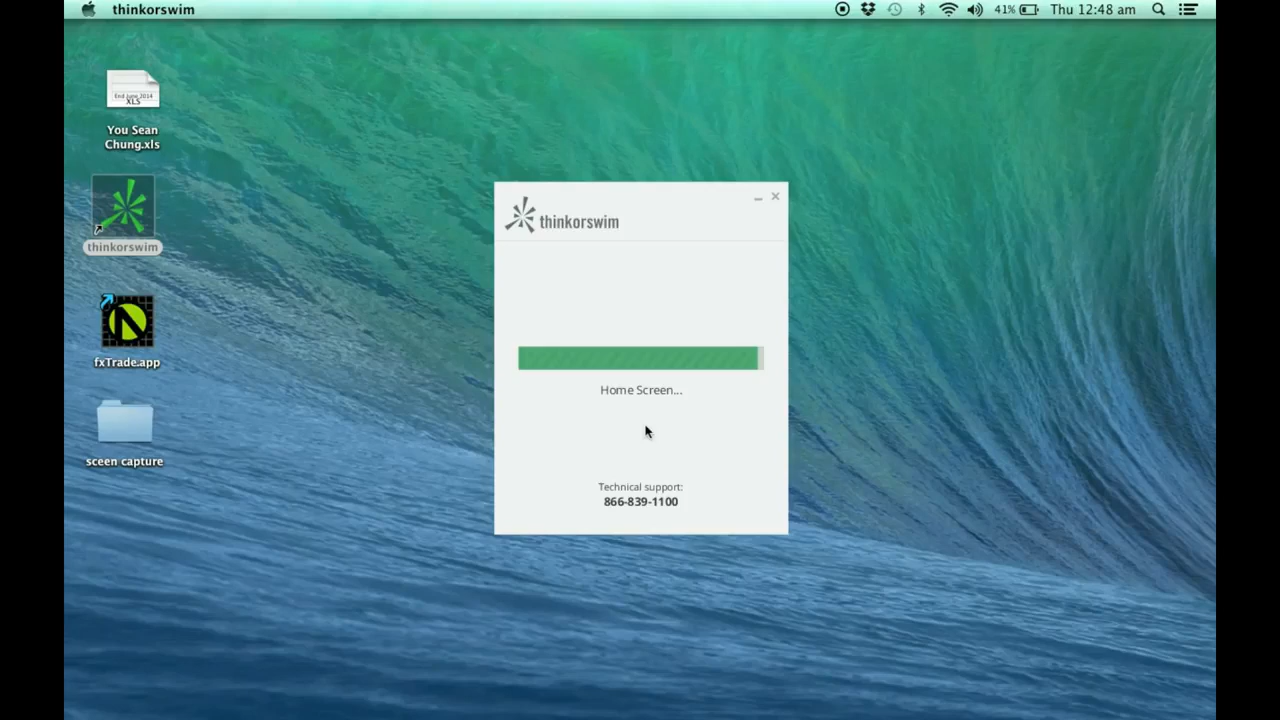 thinkorswim
41%
Thu 12:48 am
End June 2014
XLS
You Sean
Chung.xls
thinkorswim
fxTrade.app
sceen capture
thinkorswim
Home Screen...
Technical support:
866-839-1100